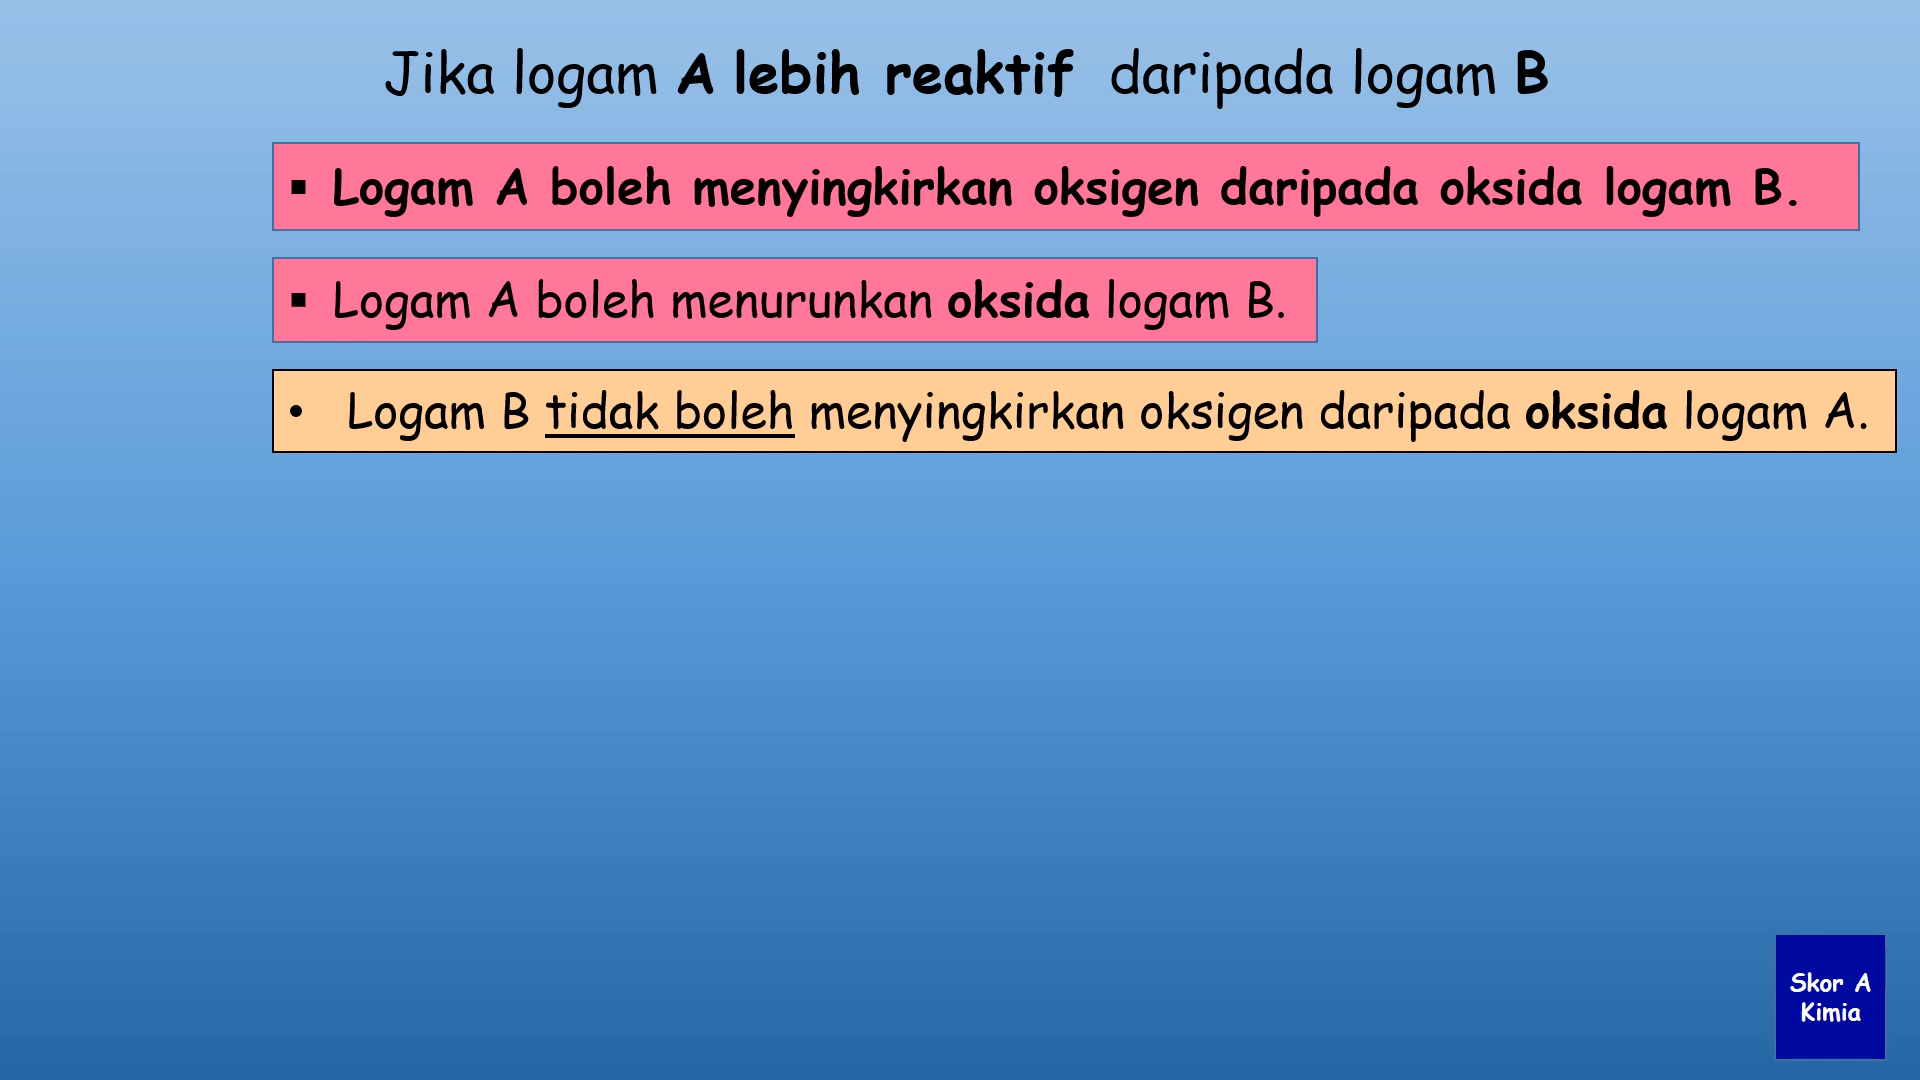 Jika logam A lebih reaktif daripada logam B
▪ Logam A boleh menyingkirkan oksigen daripada oksida logam B.
▪ Logam A boleh menurunkan oksida logam B.
• Logam B tidak boleh menyingkirkan oksigen daripada oksida logam A.
Skor A
Kimia